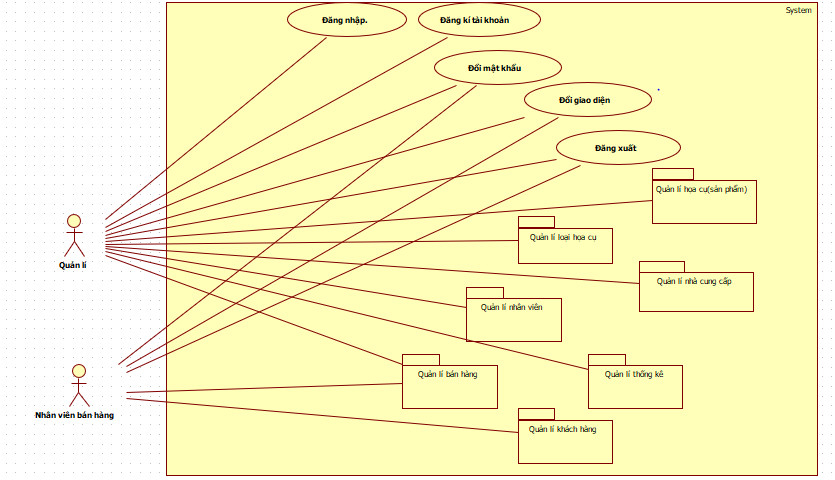 System
Đăng nhập.
Đăng kí tài khoản
Đổi mật khẩu
Đổi giao diện
Đăng xuất
Quản lí họa cụ(sản phẩm)
Quản lí loại họa cụ
Quản lí
Quản lí nhà cung cấp
Quản lí nhân viên
Quản lí bán hàng
Quản lí thống kê
Nhân viên bán hàng
Quản lí khách hàng